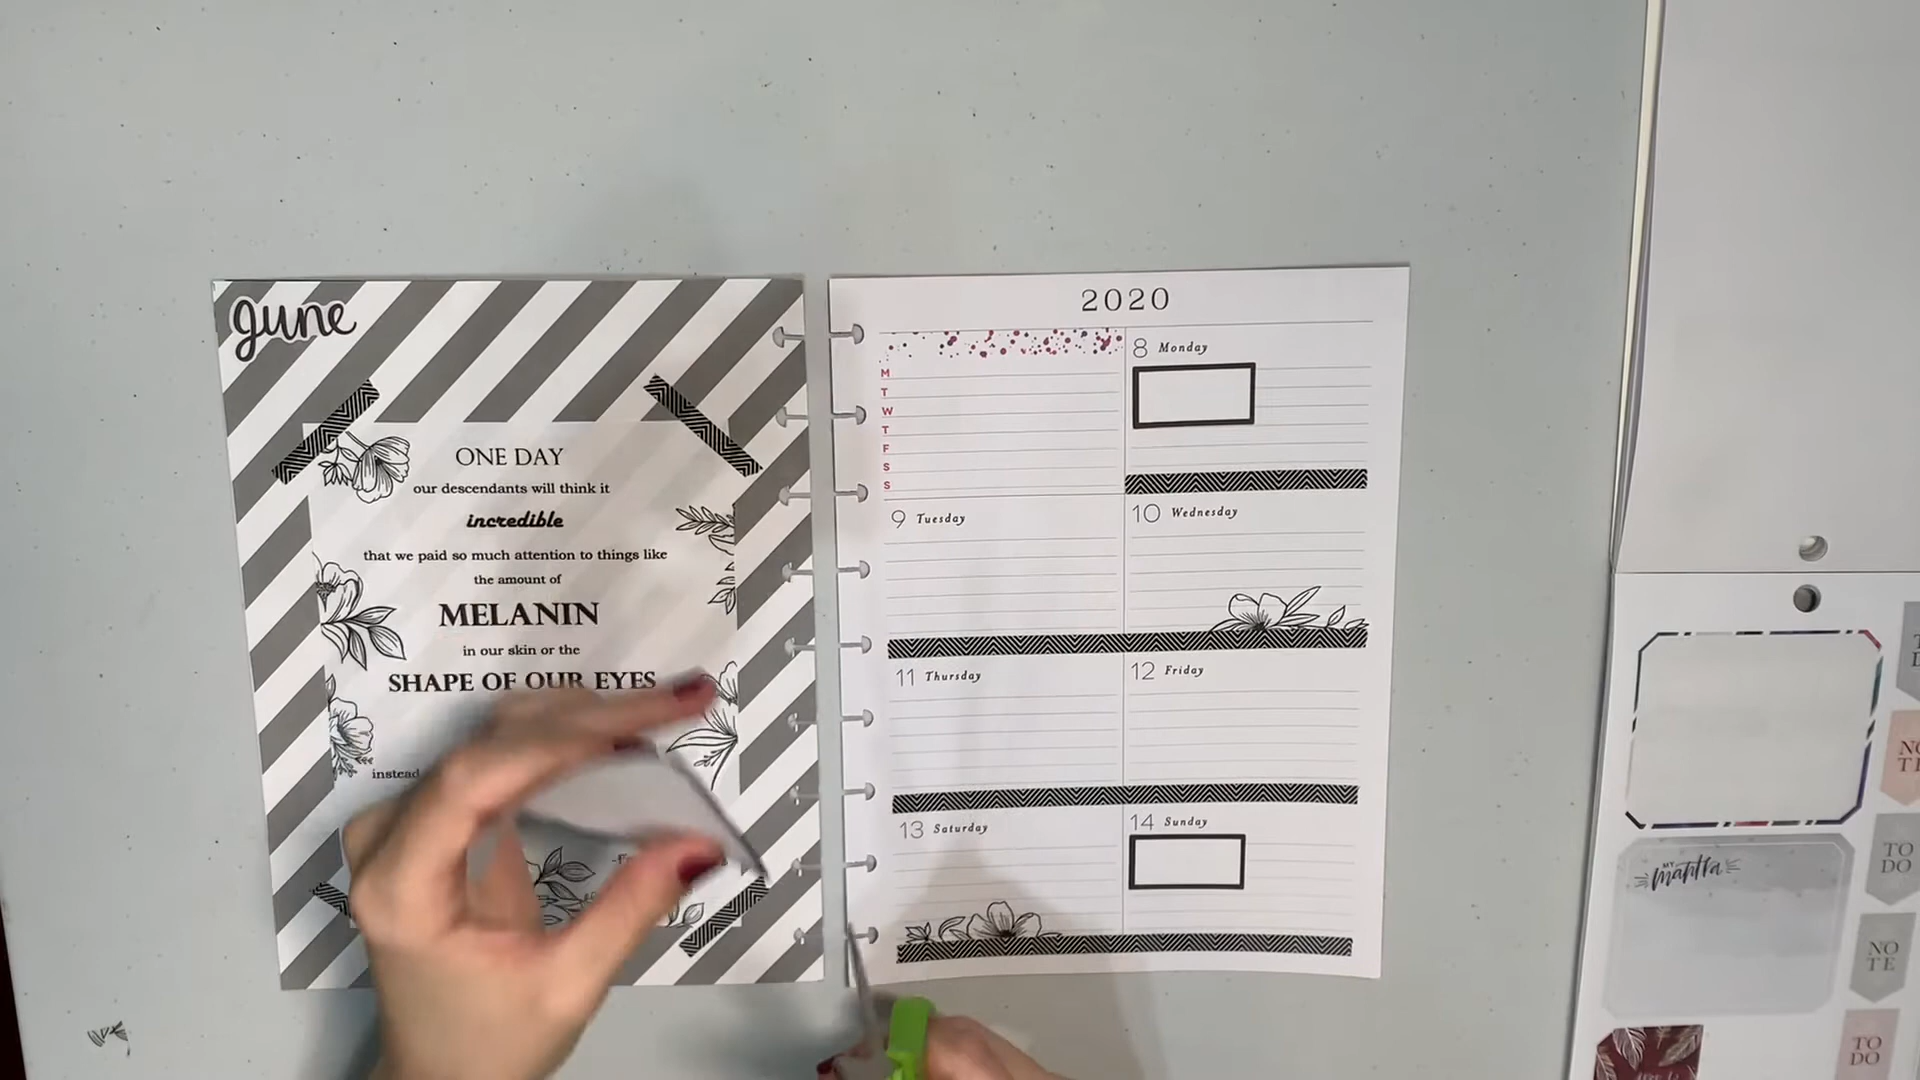 June
ONE DAY
our descendants will think it
incredible
that we paid so much attention to things like
the amount of
MELANIN
in our skin or the
SHAPE OF OUR EYES
instead
2020
M
T
W
T
F
S
S
8 Monday
9 Tuesday
10 Wednesday
11 Thursday
12 Friday
13 Saturday
14 Sunday
MY
mantra
TO
DO
NO
TE
TO
DO